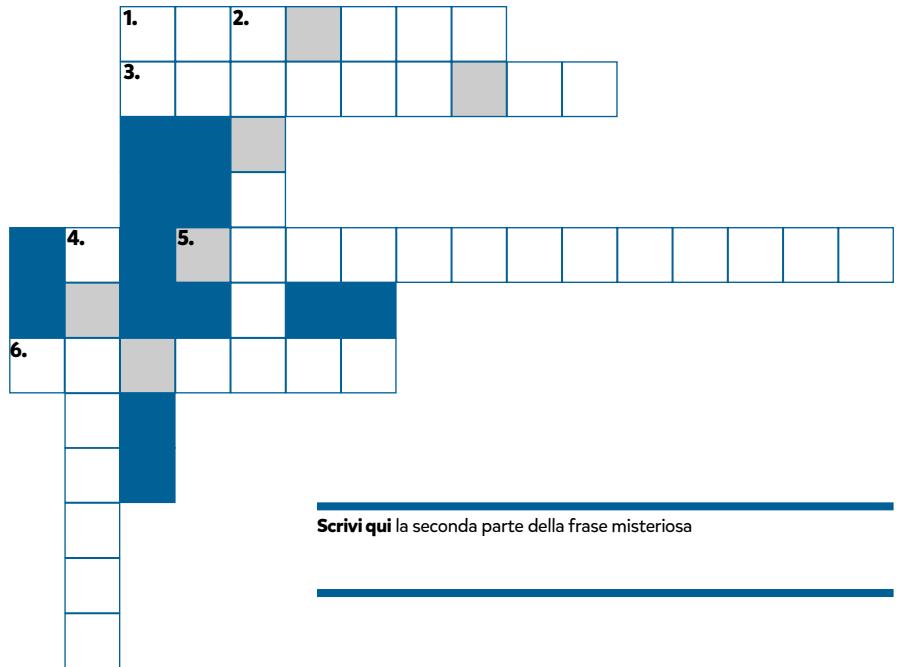 1. 2.
3.
4. 5.
6.
Scrivi qui la seconda parte della frase misteriosa